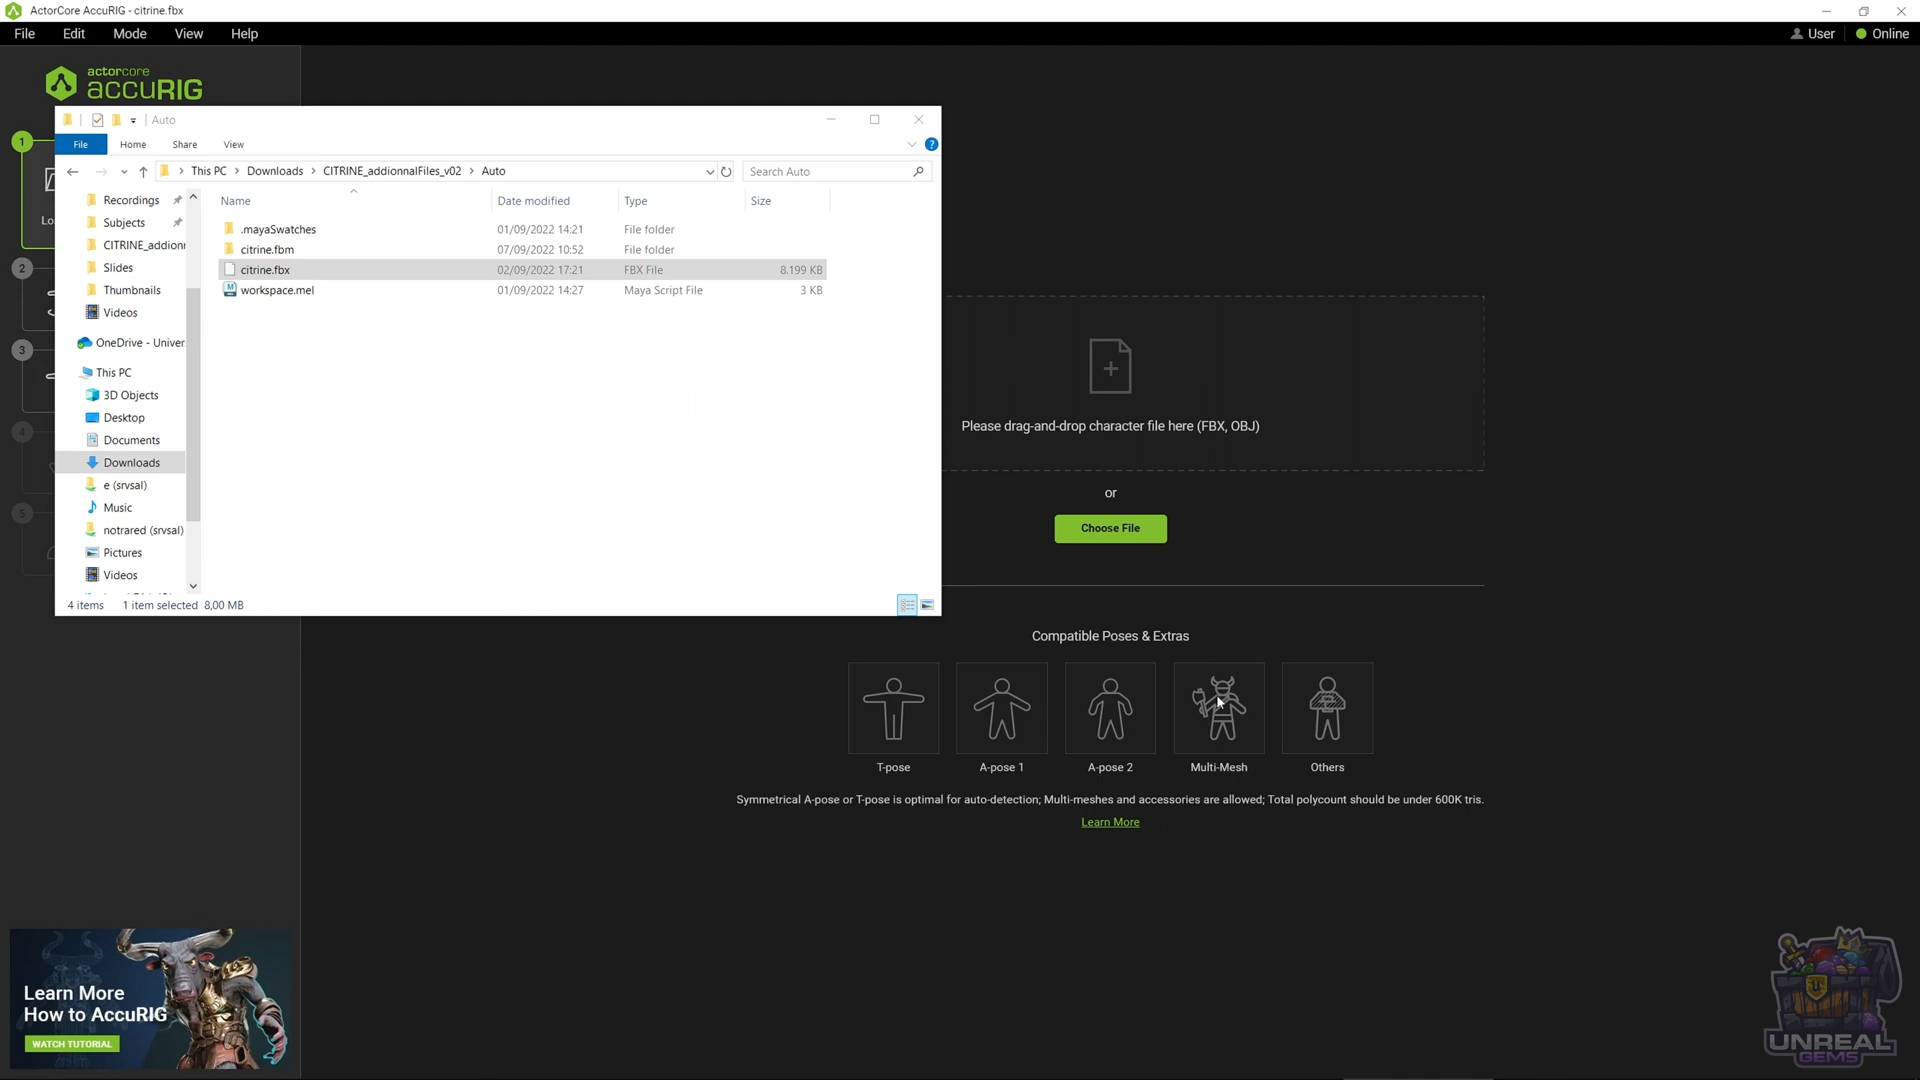 ActorCore AccuRIG - citrine.fbx
File Edit Mode View Help
User Online
actorcore
accuRIG
Auto
File Home Share View
This PC > Downloads > CITRINE_addionnalFiles_v02 > Auto
Search Auto
Name Date modified Type Size
.mayaSwatches 01/09/2022 14:21 File folder
citrine.fbm 07/09/2022 10:52 File folder
citrine.fbx 02/09/2022 17:21 FBX File 8.199 KB
workspace.mel 01/09/2022 14:27 Maya Script File 3 KB
Recordings
Subjects
CITRINE_addionn
Slides
Thumbnails
Videos
OneDrive - Univer
This PC
3D Objects
Desktop
Documents
Downloads
e (srvsal)
Music
notrared (srvsal)
Pictures
Videos
4 items 1 item selected 8,00 MB
1
Lo
2
3
4
5
Please drag-and-drop character file here (FBX, OBJ)
or
Choose File
Compatible Poses & Extras
T-pose A-pose 1 A-pose 2 Multi-Mesh Others
Symmetrical A-pose or T-pose is optimal for auto-detection; Multi-meshes and accessories are allowed; Total polycount should be under 600K tris.
Learn More
Learn More
How to AccuRIG
WATCH TUTORIAL
UNREAL
GEMS